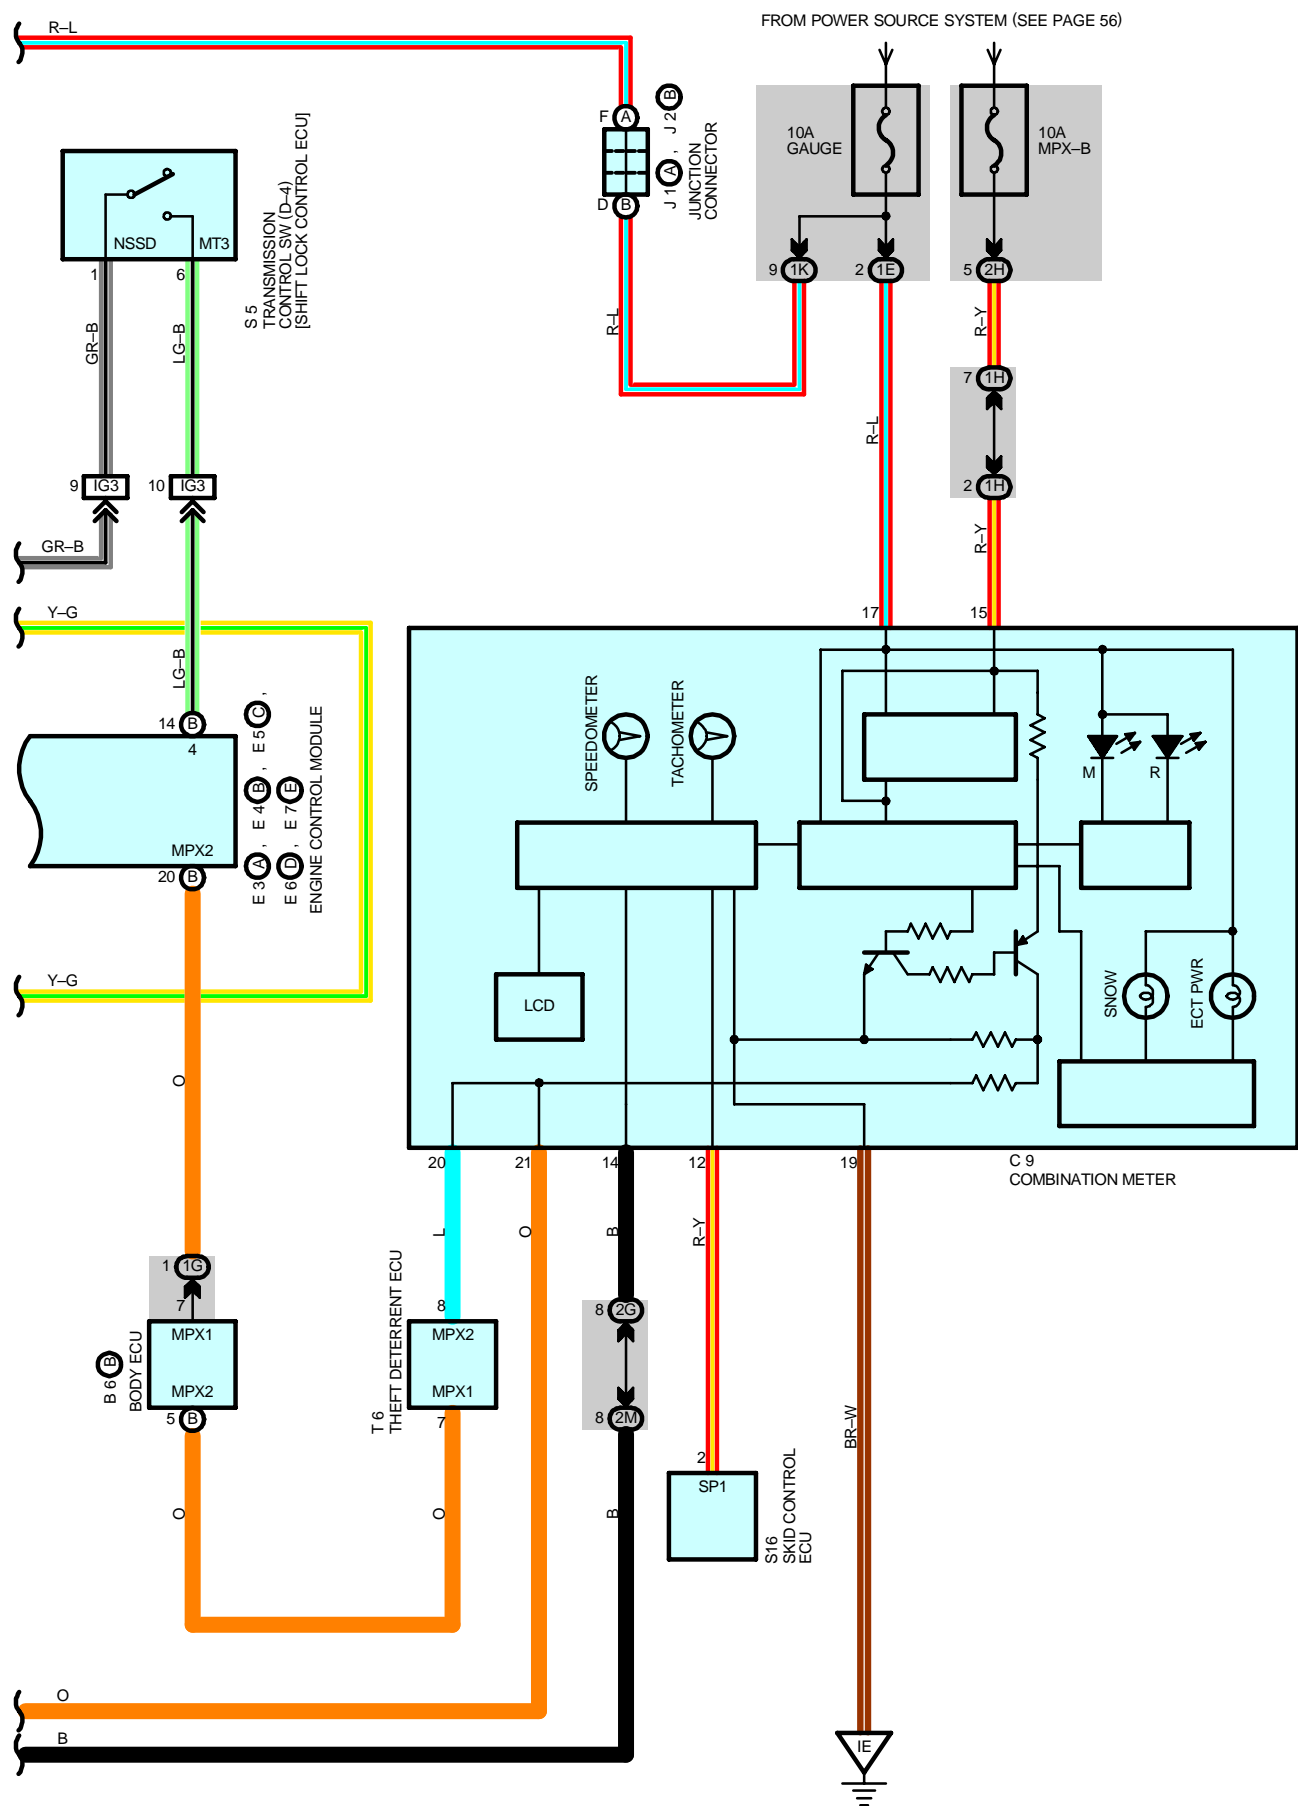 FROM POWER SOURCE SYSTEM (SEE PAGE 56)
R–L
F A
J 1 A , J 2 B
JUNCTION
CONNECTOR
D B
10A
GAUGE
10A
MPX–B
NSSD
MT3
1
6
S 5
TRANSMISSION
CONTROL SW (D–4)
[SHIFT LOCK CONTROL ECU]
9 1K
2 1E
5 2H
GR–B
LG–B
R–L
R–Y
7 1H
R–L
9 IG3
10 IG3
2 1H
GR–B
R–Y
Y–G
17
15
LG–B
14 B
4
E 3 A , E 4 B , E 5 C ,
E 6 D , E 7 E
ENGINE CONTROL MODULE
MPX2
20 B
SPEEDOMETER
TACHOMETER
M
R
Y–G
LCD
SNOW
ECT PWR
O
20
21
14
12
19
C 9
COMBINATION METER
L
O
B
R–Y
1 1G
7
MPX1
MPX2
B 6 B
BODY ECU
5 B
8
MPX2
MPX1
7
T 6
THEFT DETERRENT ECU
8 2G
8 2M
BR–W
2
SP1
S16
SKID CONTROL
ECU
O
O
B
O
B
IE